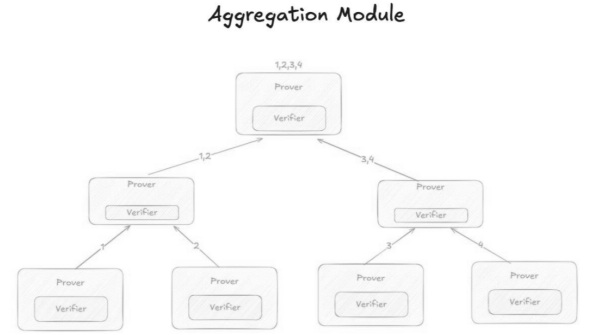 Aggregation Module
1,2,3,4
Prover
Verifier
1,2
3,4
Prover
Verifier
Prover
Verifier
1
2
3
4
Prover
Verifier
Prover
Verifier
Prover
Verifier
Prover
Verifier